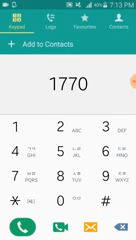 40% 7:13 PM
Keypad Logs Favourites Contacts
+ Add to Contacts
1770
1 2 ABC 3 DEF
4 GHI 5 JKL 6 MNO
7 PQRS 8 TUV 9 WXYZ
* 0 + #